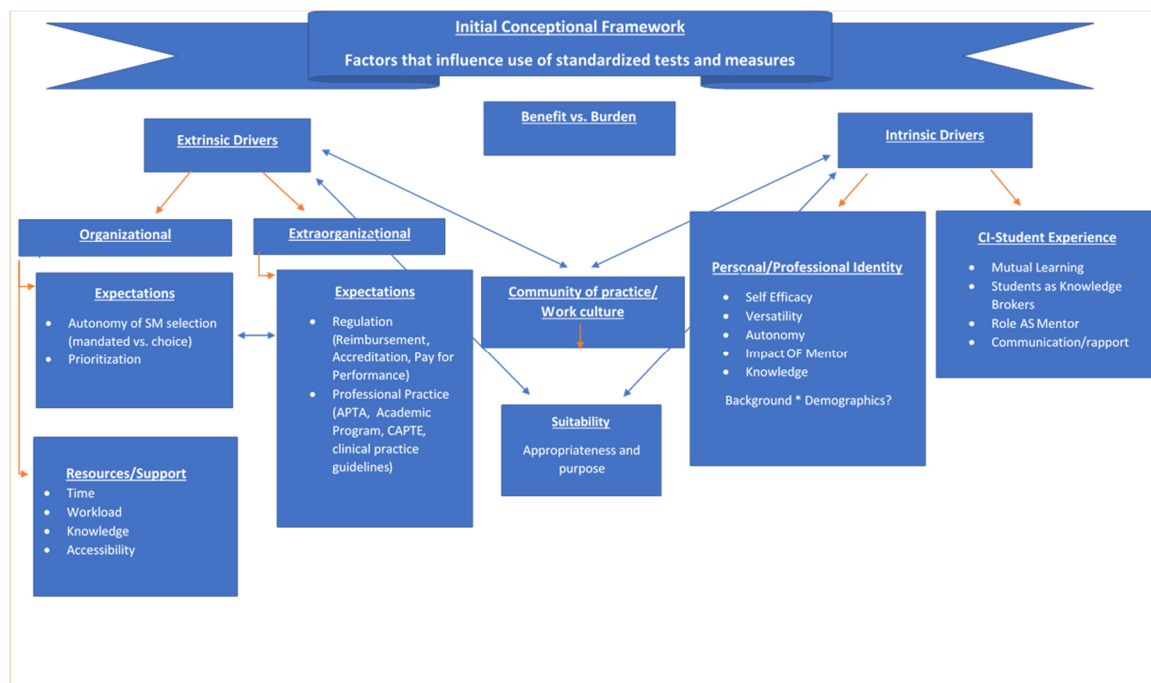 Initial Conceptional Framework
Factors that influence use of standardized tests and measures
Benefit vs. Burden
Extrinsic Drivers
Intrinsic Drivers
Organizational
Extraorganizational
Expectations
• Autonomy of SM selection
(mandated vs. choice)
• Prioritization
Resources/Support
• Time
• Workload
• Knowledge
• Accessibility
Expectations
• Regulation
(Reimbursement,
Accreditation, Pay for
Performance)
• Professional Practice
(APTA, Academic
Program, CAPTE,
clinical practice
guidelines)
Community of practice/
Work culture
Suitability
Appropriateness and
purpose
Personal/Professional Identity
• Self Efficacy
• Versatility
• Autonomy
• Impact OF Mentor
• Knowledge
Background * Demographics?
CI-Student Experience
• Mutual Learning
• Students as Knowledge
Brokers
• Role AS Mentor
• Communication/rapport